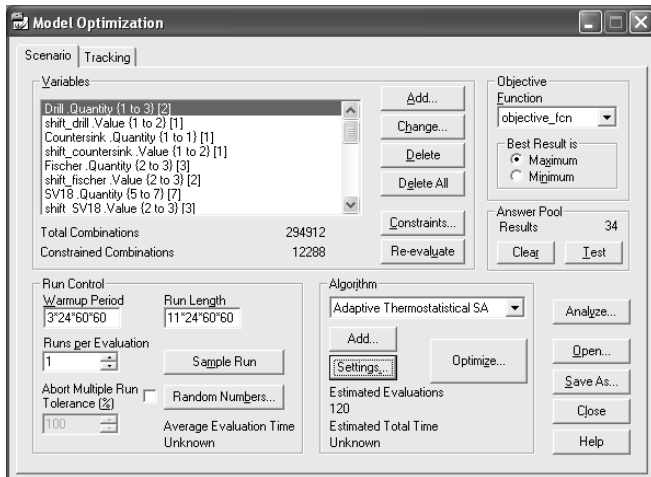 Model Optimization
Scenario
Tracking
Variables
Drill .Quantity {1 to 3} [2]
shift_drill .Value {1 to 2} [1]
Countersink .Quantity {1 to 1} [1]
shift_countersink .Value {1 to 2} [1]
Fischer .Quantity {2 to 3} [3]
shift_fischer .Value {2 to 3} [2]
SV18 .Quantity {5 to 7} [7]
shift_SV18 .Value {2 to 3} [3]
Total Combinations 294912
Constrained Combinations 12288
Add...
Change...
Delete
Delete All
Constraints...
Re-evaluate
Objective
Function
objective_fcn
Best Result is
Maximum
Minimum
Answer Pool
Results 34
Clear
Test
Run Control
Warmup Period
Run Length
3*24*60*60
11*24*60*60
Runs per Evaluation
1
Sample Run
Abort Multiple Run
Tolerance (%)
100
Random Numbers...
Average Evaluation Time
Unknown
Algorithm
Adaptive Thermostatistical SA
Add...
Settings...
Optimize...
Estimated Evaluations
120
Estimated Total Time
Unknown
Analyze...
Open...
Save As...
Close
Help